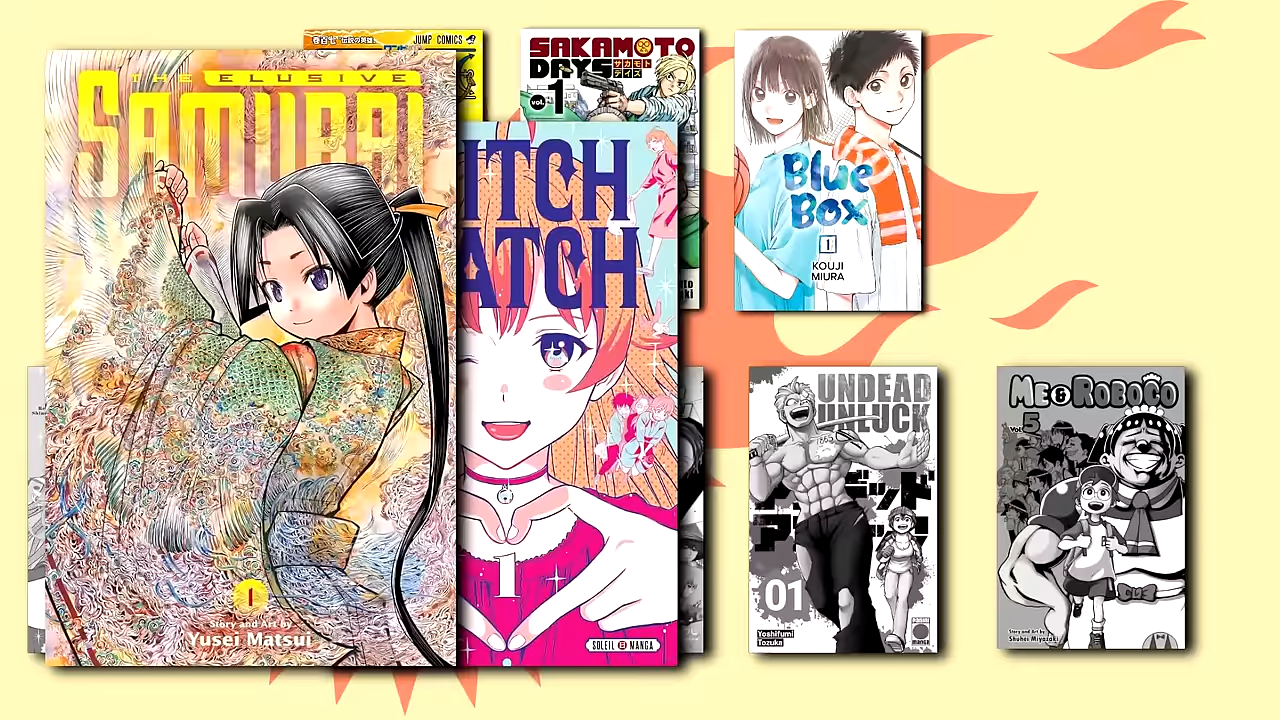 JUMP COMICS
THE ELUSIVE
SAMURAI
1
Story and Art by
Yusei Matsui
ITCH
ATCH
1
SOLEIL MANGA
SAKAMOTO
DAYS
サカモト
デイズ
vol. 1
Blue
Box
1
KOUJI
MIURA
UNDEAD
UNLUCK
01
Yoshifumi
Tozuka
PANINI
MANGA
ME & ROBOCO
Vol. 5
Story and Art by
Shuhei Miyazaki